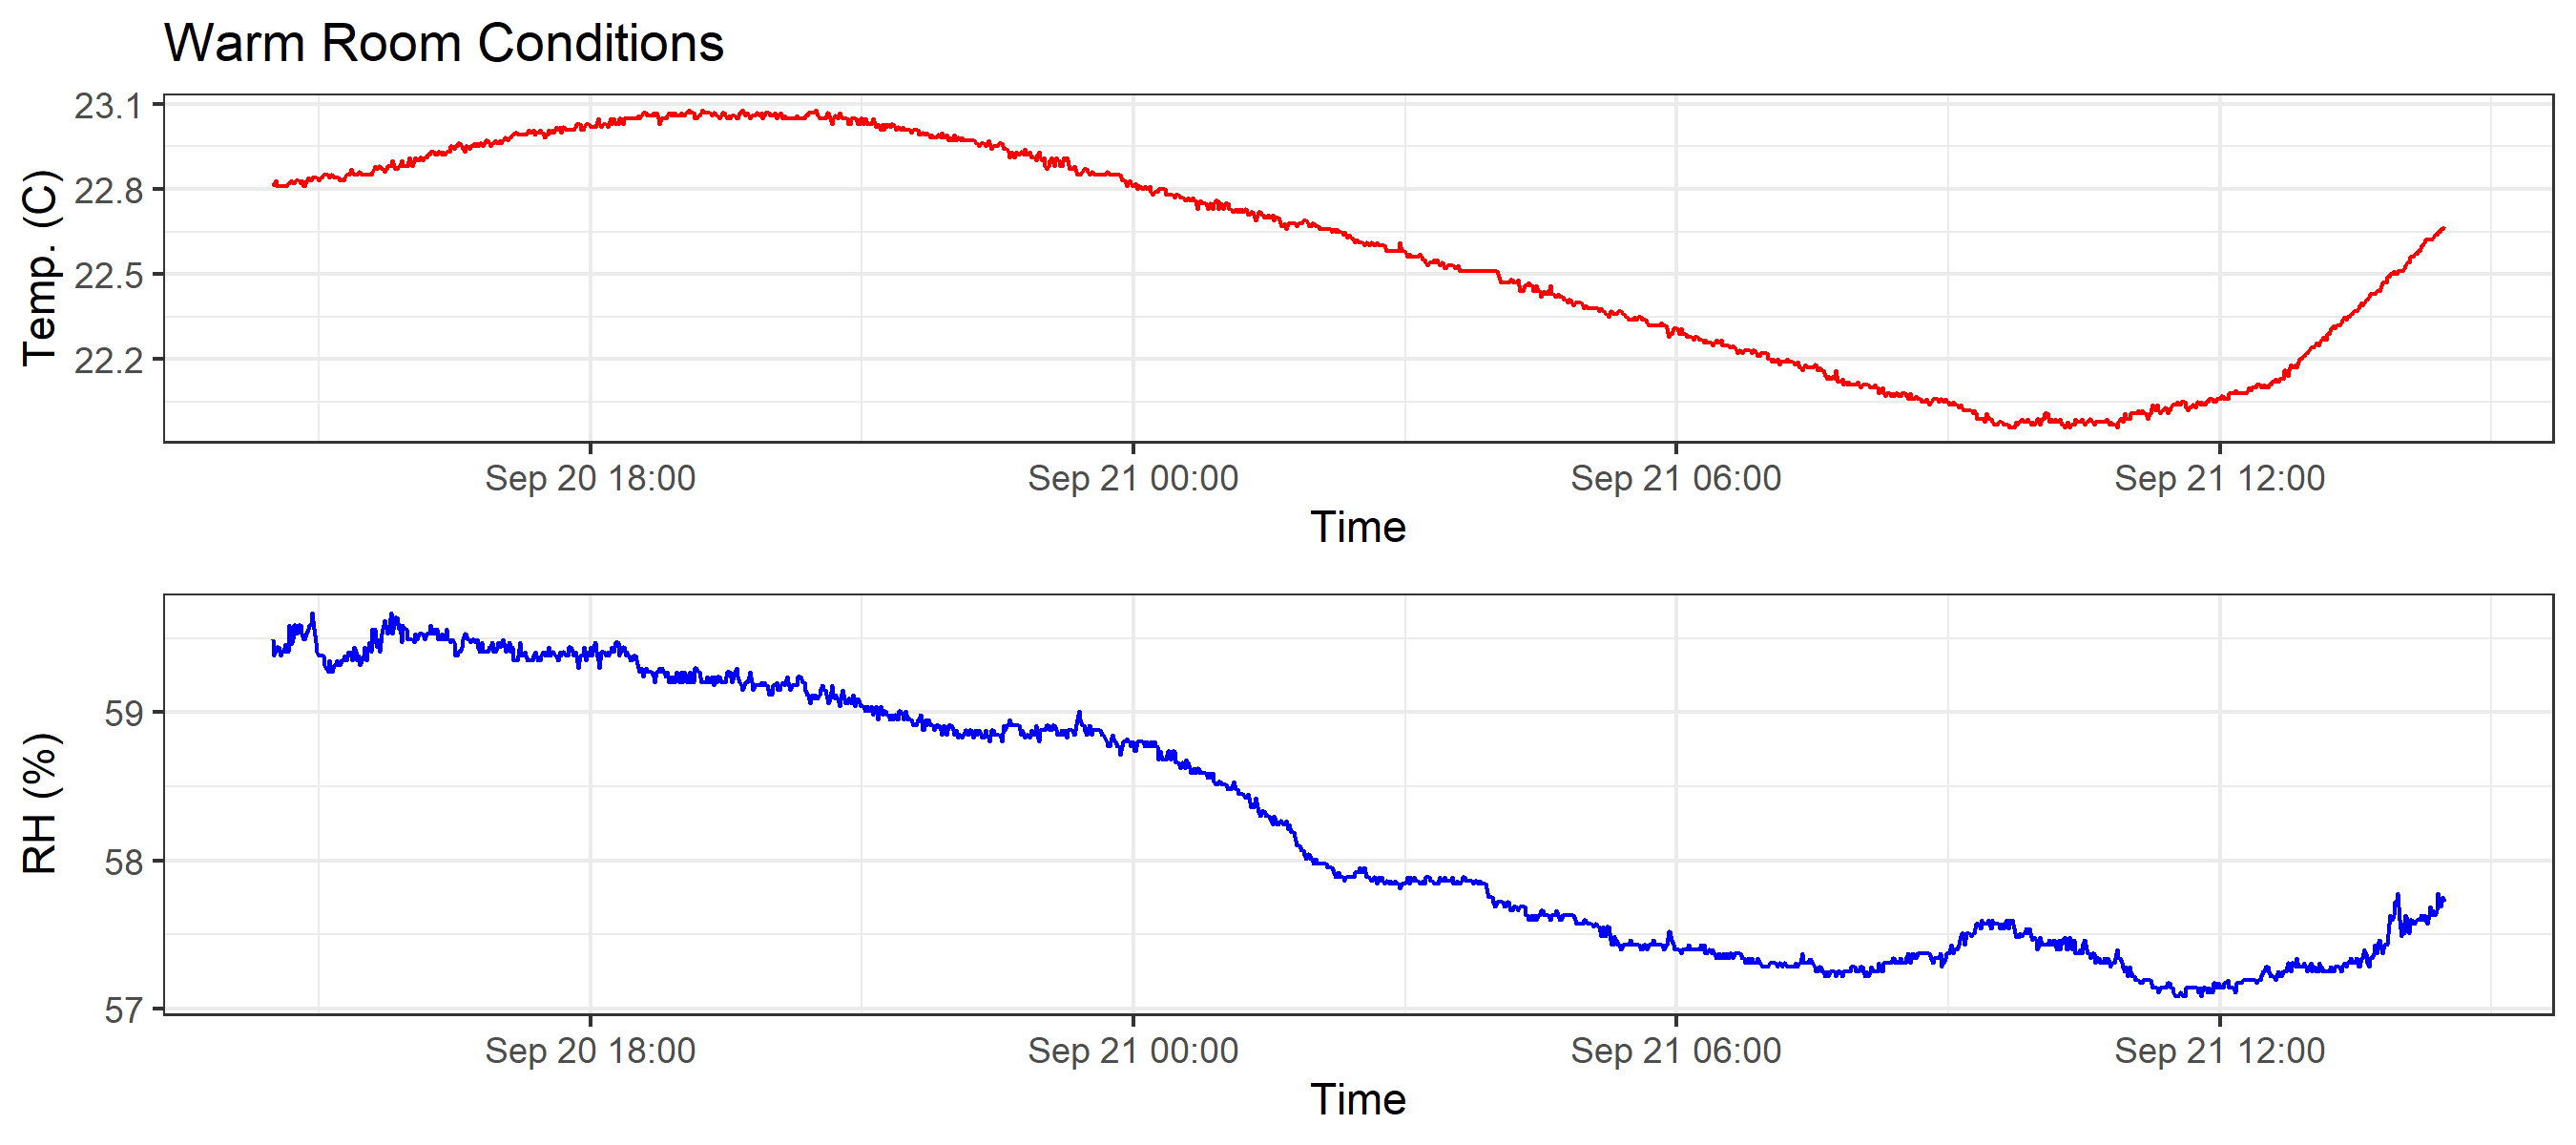 Warm Room Conditions
Temp. (C)
23.1
22.8
22.5
22.2
Sep 20 18:00 Sep 21 00:00 Sep 21 06:00 Sep 21 12:00
Time
RH (%)
59
58
57
Sep 20 18:00 Sep 21 00:00 Sep 21 06:00 Sep 21 12:00
Time